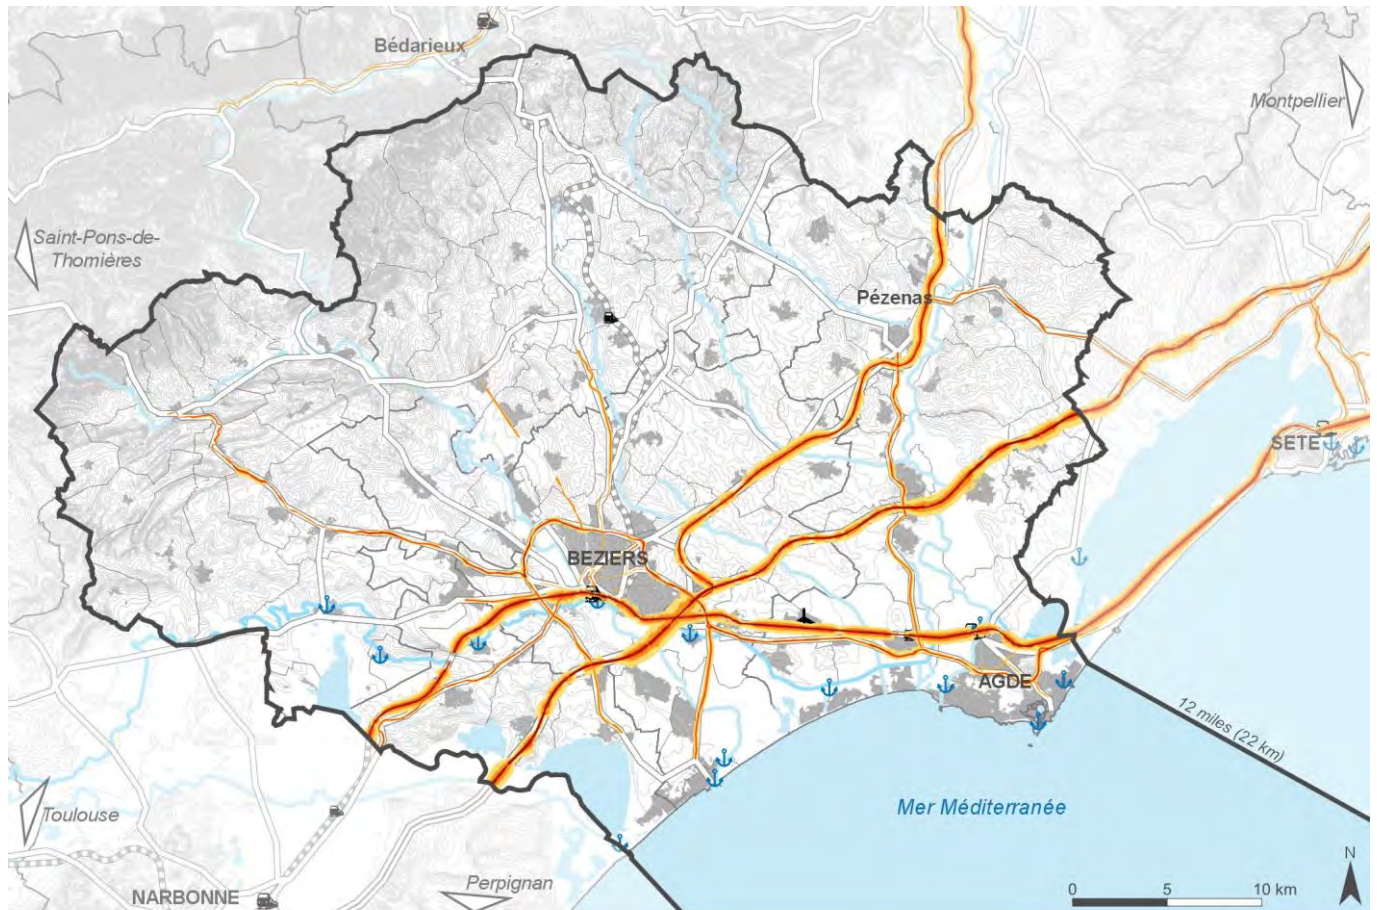 Bédarieux
Montpellier
Saint-Pons-de-
Thomières
Pézenas
SETE
BEZIERS
AGDE
12 miles (22 km)
Mer Méditerranée
Toulouse
Perpignan
NARBONNE
N
0 5 10 km